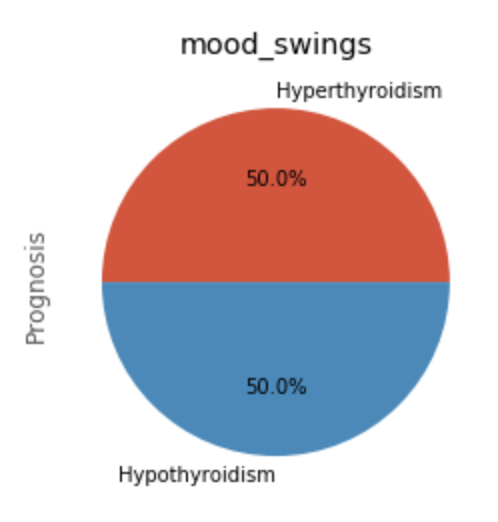 mood_swings
Hyperthyroidism
50.0%
Prognosis
50.0%
Hypothyroidism